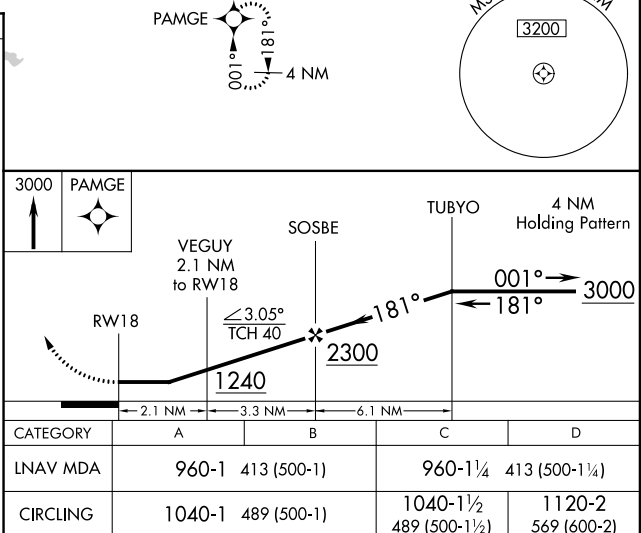 PAMGE
181°
001°
4 NM
3200
3000 PAMGE
TUBYO
4 NM
Holding Pattern
SOSBE
VEGUY
2.1 NM
to RW18
001°
181°
3000
181°
∠3.05°
TCH 40
RW18
2300
1240
2.1 NM 3.3 NM 6.1 NM
CATEGORY A B C D
LNAV MDA 960-1 413 (500-1) 960-1¼ 413 (500-1¼)
CIRCLING 1040-1 489 (500-1) 1040-1½ 489 (500-1½) 1120-2 569 (600-2)